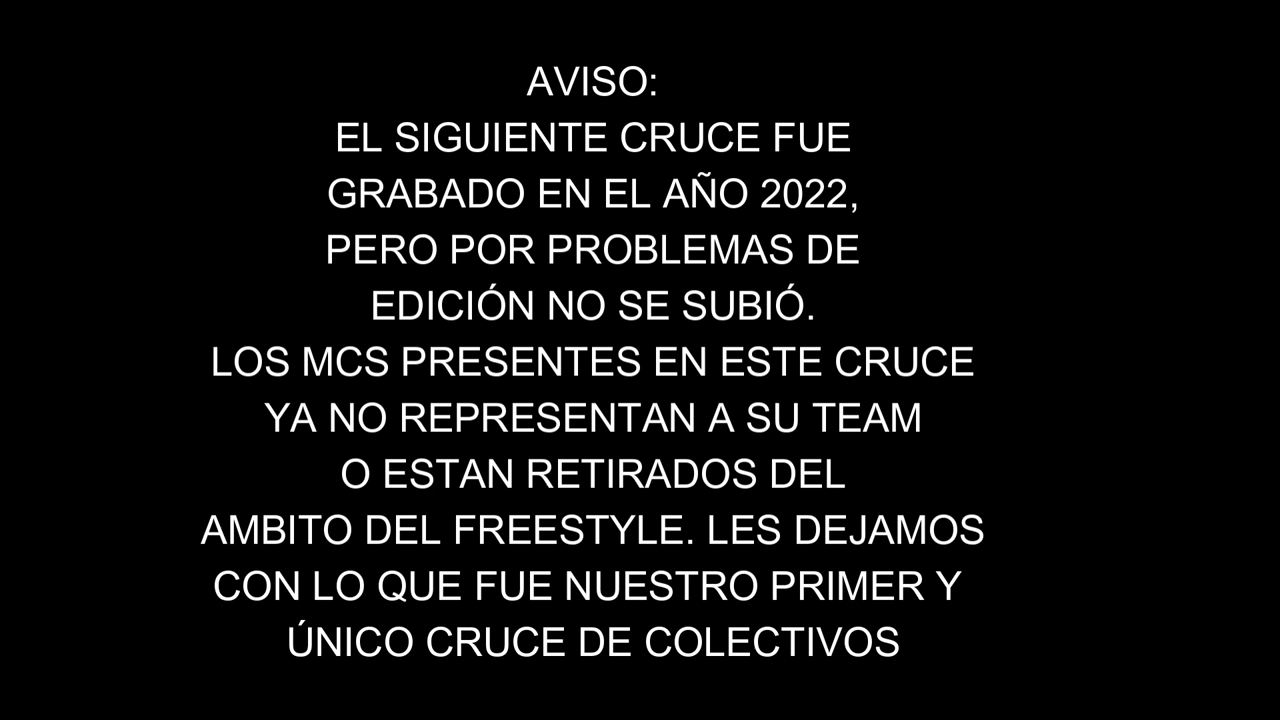 AVISO:
EL SIGUIENTE CRUCE FUE
GRABADO EN EL AÑO 2022,
PERO POR PROBLEMAS DE
EDICIÓN NO SE SUBIÓ.
LOS MCS PRESENTES EN ESTE CRUCE
YA NO REPRESENTAN A SU TEAM
O ESTAN RETIRADOS DEL
AMBITO DEL FREESTYLE. LES DEJAMOS
CON LO QUE FUE NUESTRO PRIMER Y
ÚNICO CRUCE DE COLECTIVOS